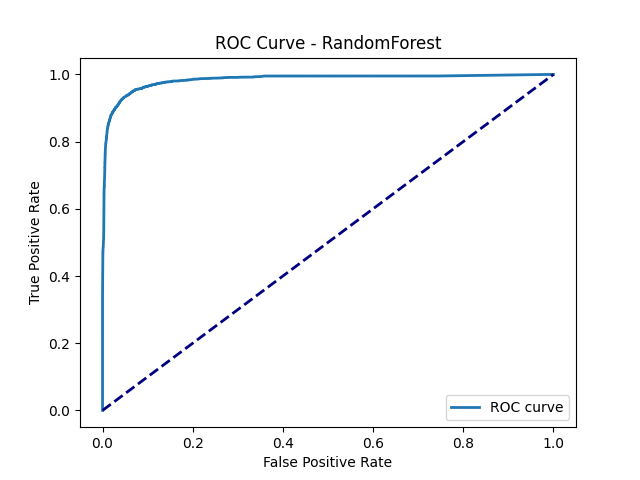 ROC Curve - RandomForest
1.0
0.8
0.6
0.4
0.2
0.0
True Positive Rate
ROC curve
0.0 0.2 0.4 0.6 0.8 1.0
False Positive Rate